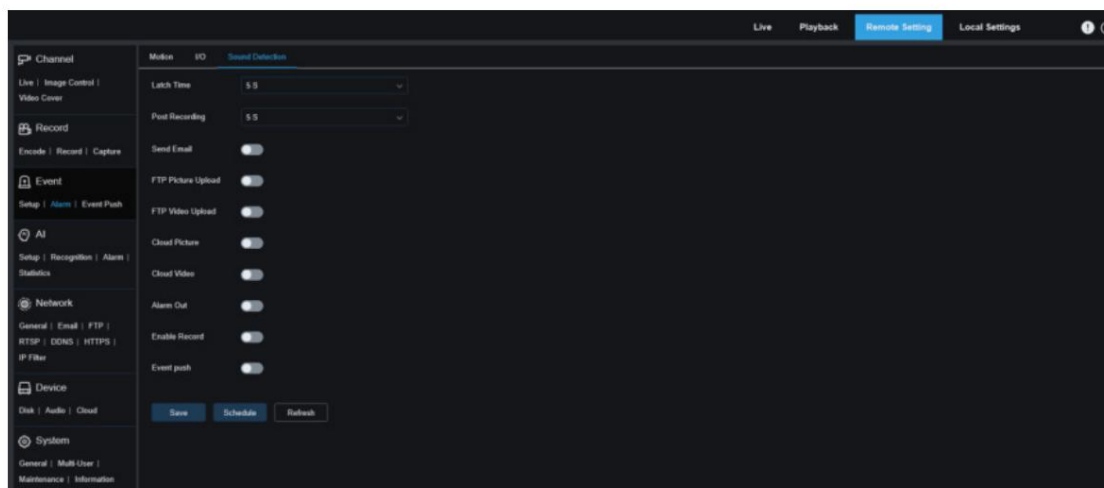 Live Playback Remote Setting Local Settings
Channel
Live | Image Control |
Video Cover
Record
Encode | Record | Capture
Event
Setup | Alarm | Event Push
AI
Setup | Recognition | Alarm |
Statistics
Network
General | Email | FTP |
RTSP | DDNS | HTTPS |
IP Filter
Device
Disk | Audio | Cloud
System
General | Multi-User |
Maintenance | Information
Motion I/O Sound Detection
Latch Time 5 S
Post Recording 5 S
Send Email
FTP Picture Upload
FTP Video Upload
Cloud Picture
Cloud Video
Alarm Out
Enable Record
Event push
Save Schedule Refresh